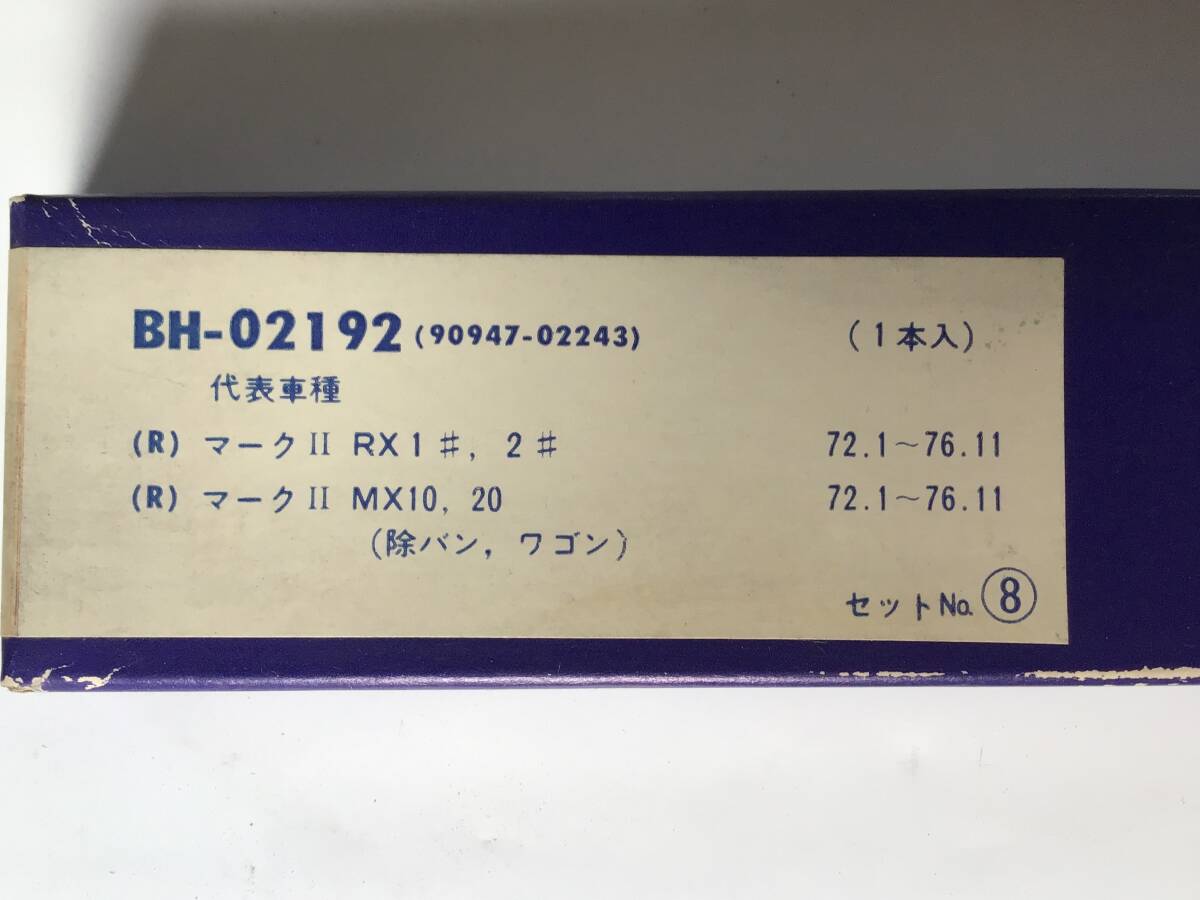 BH-02192(90947-02243) (1本入)
代表車種
(R) マークII RX1♯, 2♯ 72.1～76.11
(R) マークII MX10, 20 72.1～76.11
(除バン, ワゴン)
セットNo. ⑧